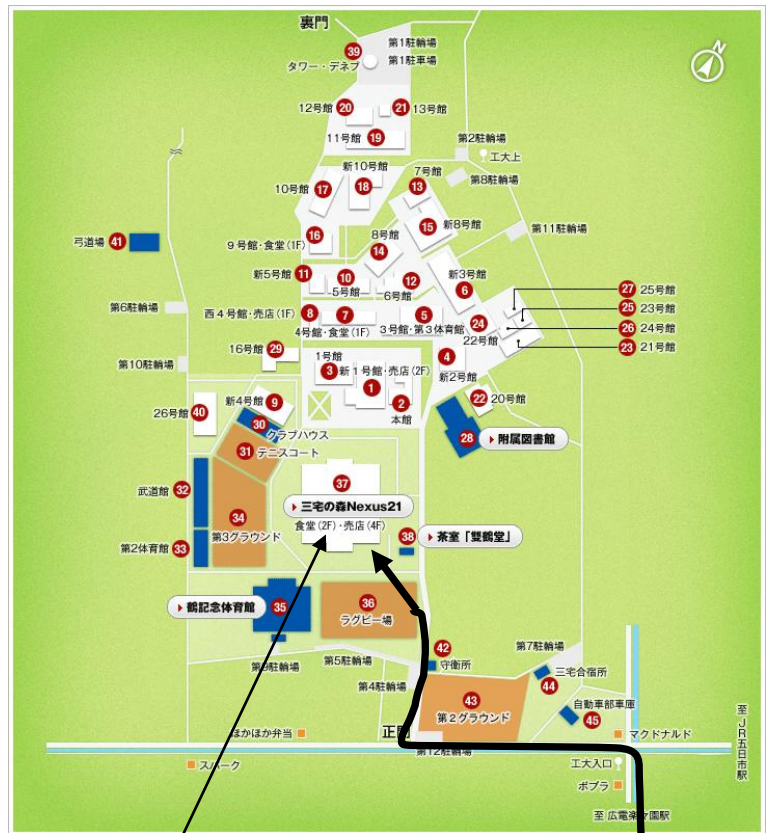 裏門
N
39
第1駐輪場
タワー・デネブ
第1駐車場
12号館 20
21 13号館
11号館 19
第2駐輪場
工大上
新10号館
7号館
10号館 17
18
13
第8駐輪場
15 新8号館
第11駐輪場
16
8号館
弓道場 41
9号館・食堂(1F)
14
新3号館
新5号館 11
10
12
6
5号館
6号館
27 25号館
25 23号館
26 24号館
23 21号館
第6駐輪場
西4号館・売店(1F)
8
7
5
24
4号館・食堂(1F)
3号館・第3体育館
22号館
16号館 29
1号館
4
新2号館
第10駐輪場
3 新1号館・売店(2F)
1
新4号館 9
2
本館
22 20号館
26号館
40
30
クラブハウス
28
附属図書館
31 テニスコート
武道館 32
37
三宅の森Nexus21
34
食堂(2F)・売店(4F)
第3グラウンド
38
茶室「雙鶴堂」
第2体育館 33
鶴記念体育館
35
36
ラグビー場
42
守衛所
第7駐輪場
第9駐輪場
第5駐輪場
三宅合宿所
44
第4駐輪場
43
第2グラウンド
自動車部車庫
45
至JR五日市駅
ほかほか弁当
正門
マクドナルド
第12駐輪場
スパーク
工大入口
ポプラ
至 広電楽々園駅